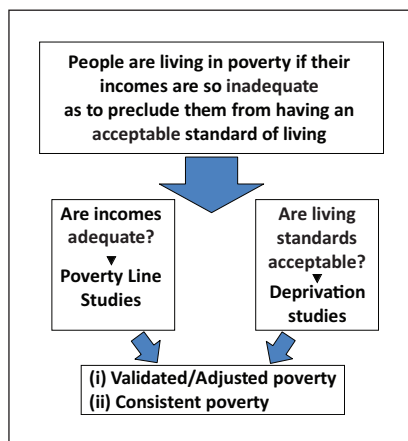 People are living in poverty if their
incomes are so inadequate
as to preclude them from having an
acceptable standard of living
Are incomes
adequate?
Poverty Line
Studies
Are living
standards
acceptable?
Deprivation
studies
(i) Validated/Adjusted poverty
(ii) Consistent poverty